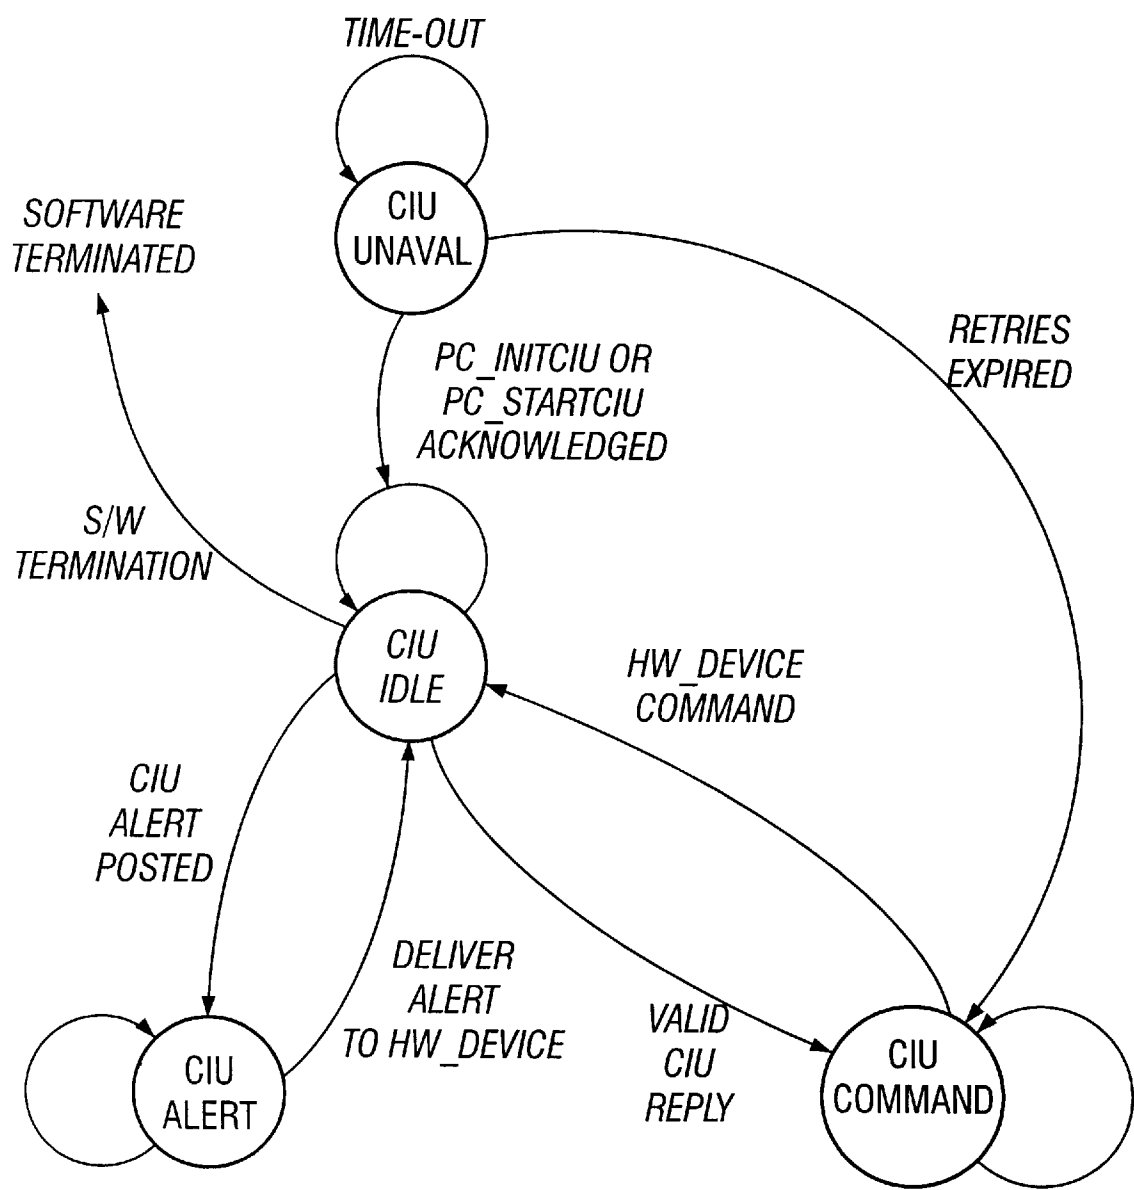 TIME-OUT
CIU
UNAVAL
SOFTWARE
TERMINATED
RETRIES
EXPIRED
PC_INITCIU OR
PC_STARTCIU
ACKNOWLEDGED
S/W
TERMINATION
CIU
IDLE
HW_DEVICE
COMMAND
CIU
ALERT
POSTED
DELIVER
ALERT
TO HW_DEVICE
VALID
CIU
REPLY
CIU
ALERT
CIU
COMMAND